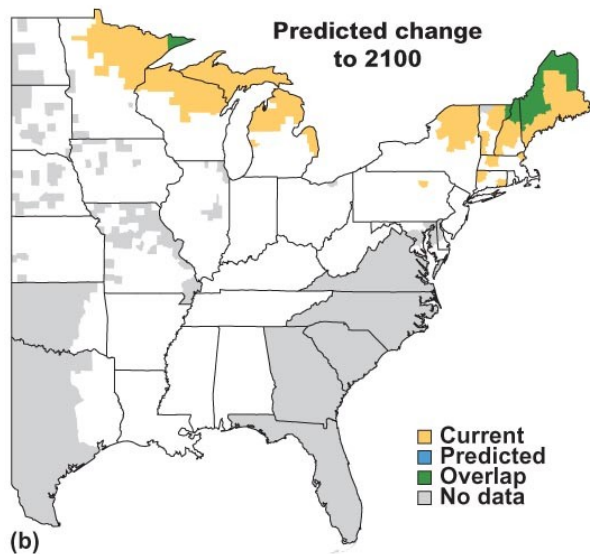 Predicted change
to 2100
Current
Predicted
Overlap
No data
(b)